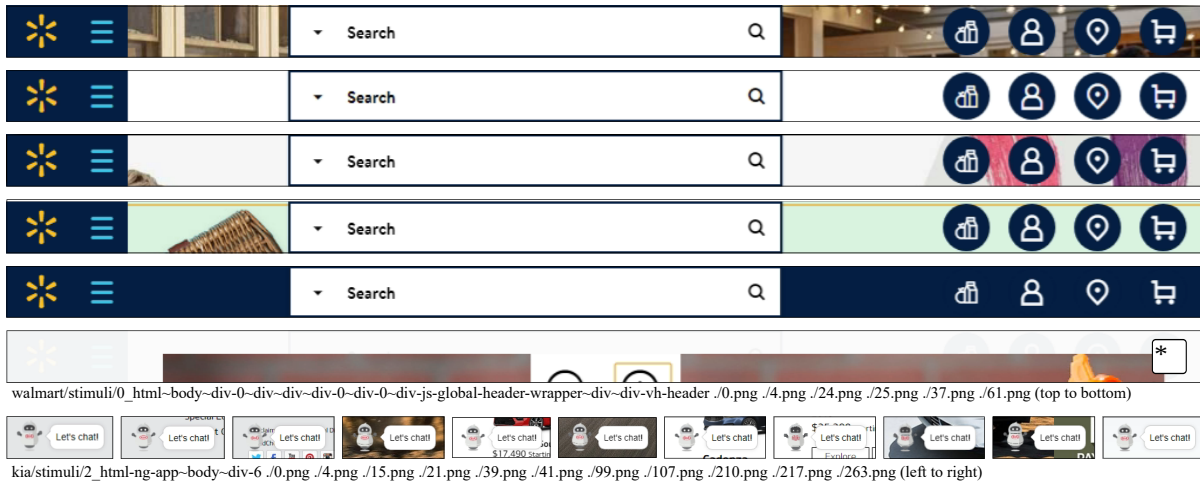 Search
Search
Search
Search
Search
*
walmart/stimuli/0_html~body~div-0~div~div~div-0~div-0~div-js-global-header-wrapper~div~div-vh-header ./0.png ./4.png ./24.png ./25.png ./37.png ./61.png (top to bottom)
Let's chat! Let's chat! Let's chat! Let's chat! Let's chat! Let's chat! Let's chat! Let's chat! Let's chat! Let's chat! Let's chat!
$17,490 Starting
Explore
kia/stimuli/2_html-ng-app~body~div-6 ./0.png ./4.png ./15.png ./21.png ./39.png ./41.png ./99.png ./107.png ./210.png ./217.png ./263.png (left to right)